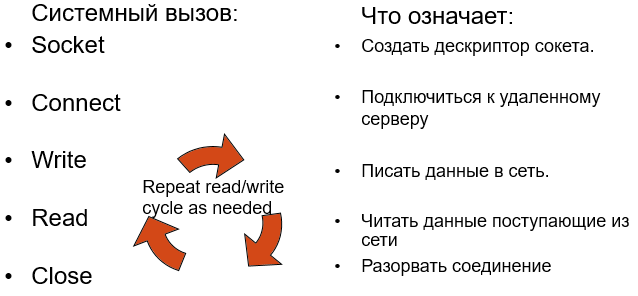 Системный вызов:
• Socket
• Connect
• Write
• Read
• Close
Repeat read/write
cycle as needed
Что означает:
• Создать дескриптор сокета.
• Подключиться к удаленному
серверу
• Писать данные в сеть.
• Читать данные поступающие из
сети
• Разорвать соединение